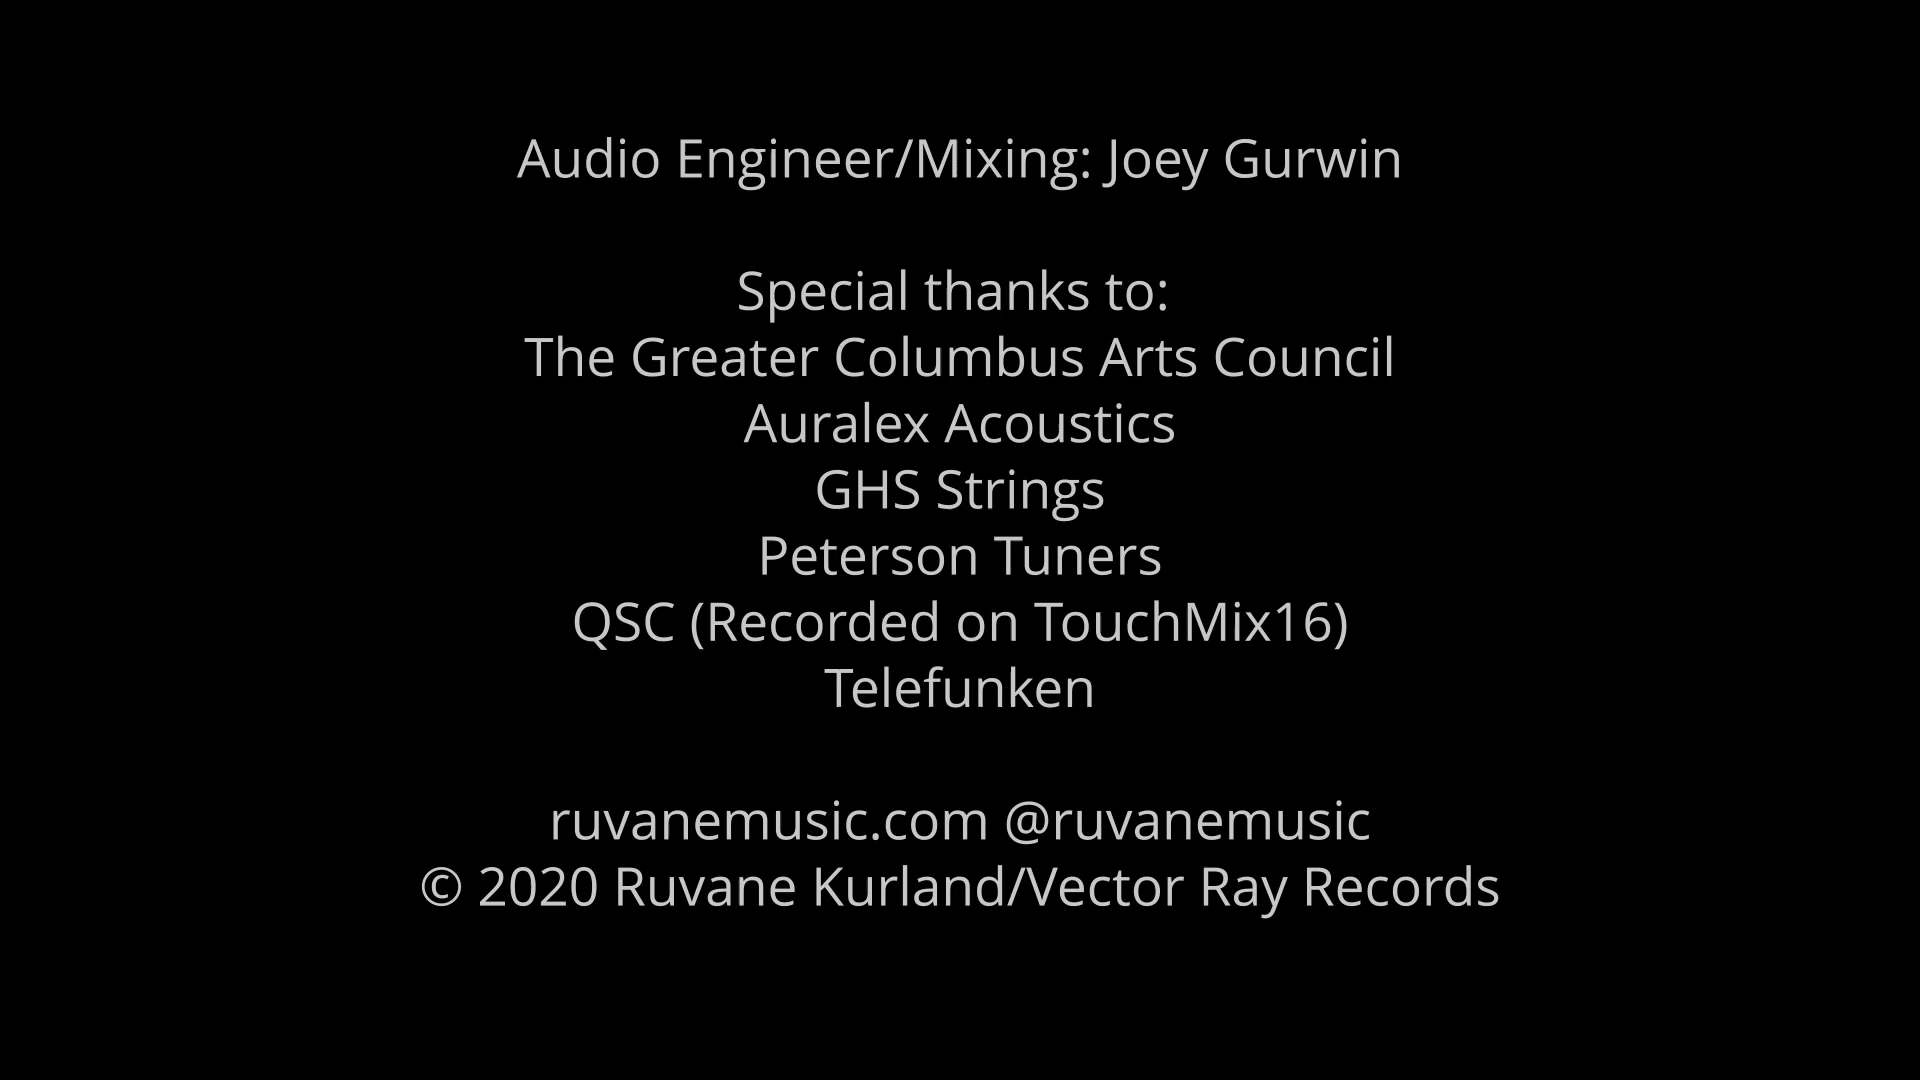 Audio Engineer/Mixing: Joey Gurwin
Special thanks to:
The Greater Columbus Arts Council
Auralex Acoustics
GHS Strings
Peterson Tuners
QSC (Recorded on TouchMix16)
Telefunken
ruvanemusic.com @ruvanemusic
© 2020 Ruvane Kurland/Vector Ray Records